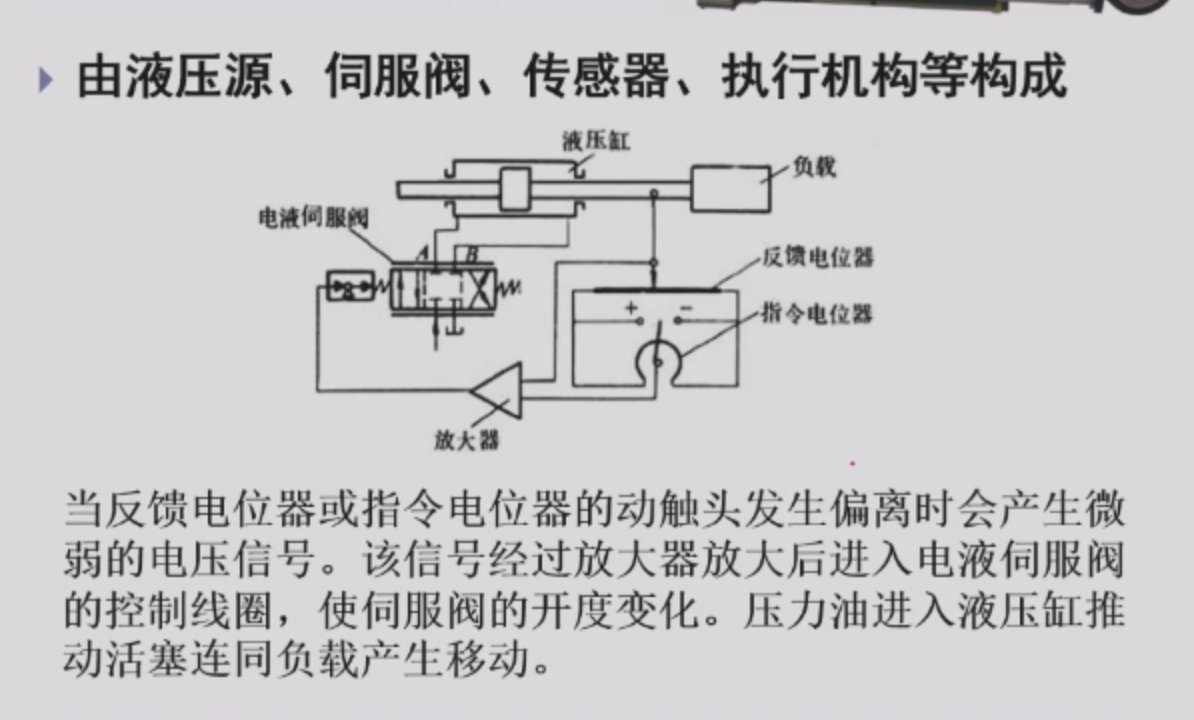 由液压源、伺服阀、传感器、执行机构等构成
液压缸
负载
电液伺服阀
A B
反馈电位器
+ −
指令电位器
放大器
当反馈电位器或指令电位器的动触头发生偏离时会产生微
弱的电压信号。该信号经过放大器放大后进入电液伺服阀
的控制线圈，使伺服阀的开度变化。压力油进入液压缸推
动活塞连同负载产生移动。